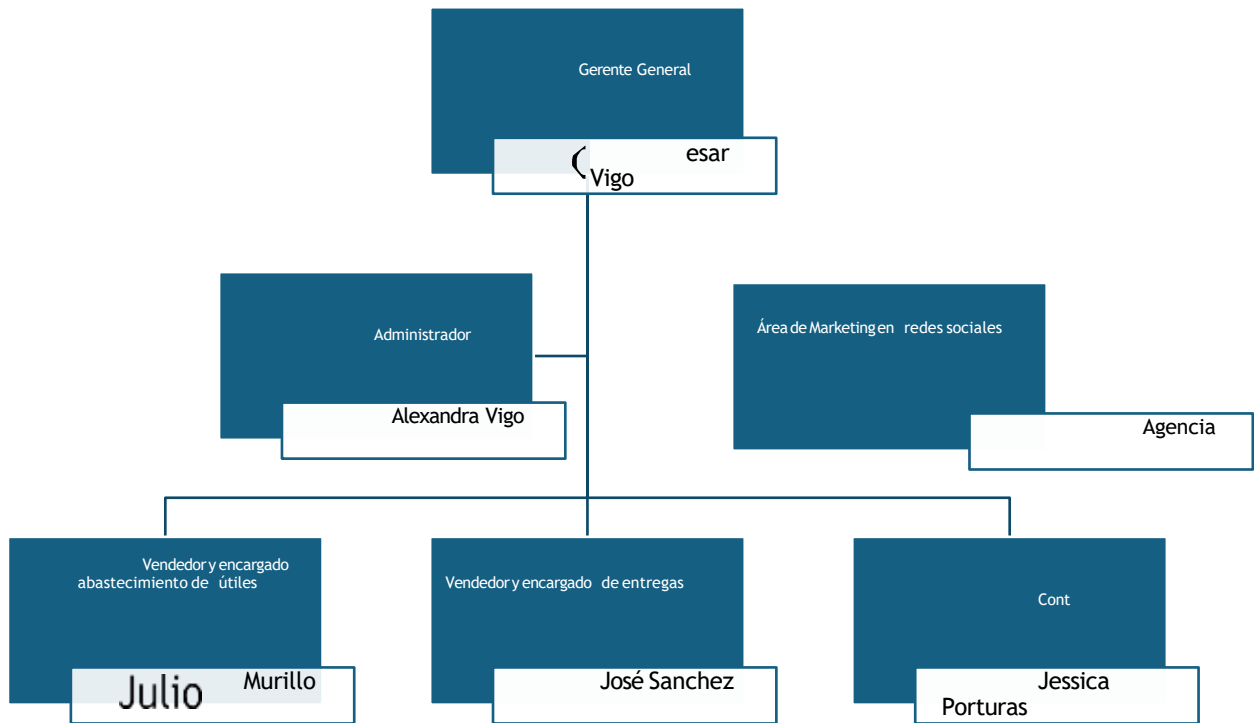 Gerente General
( esar
Vigo
Administrador
Alexandra Vigo
Área de Marketing en redes sociales
Agencia
Vendedor y encargado
abastecimiento de útiles
Julio Murillo
Vendedor y encargado de entregas
José Sanchez
Cont
Jessica
Porturas